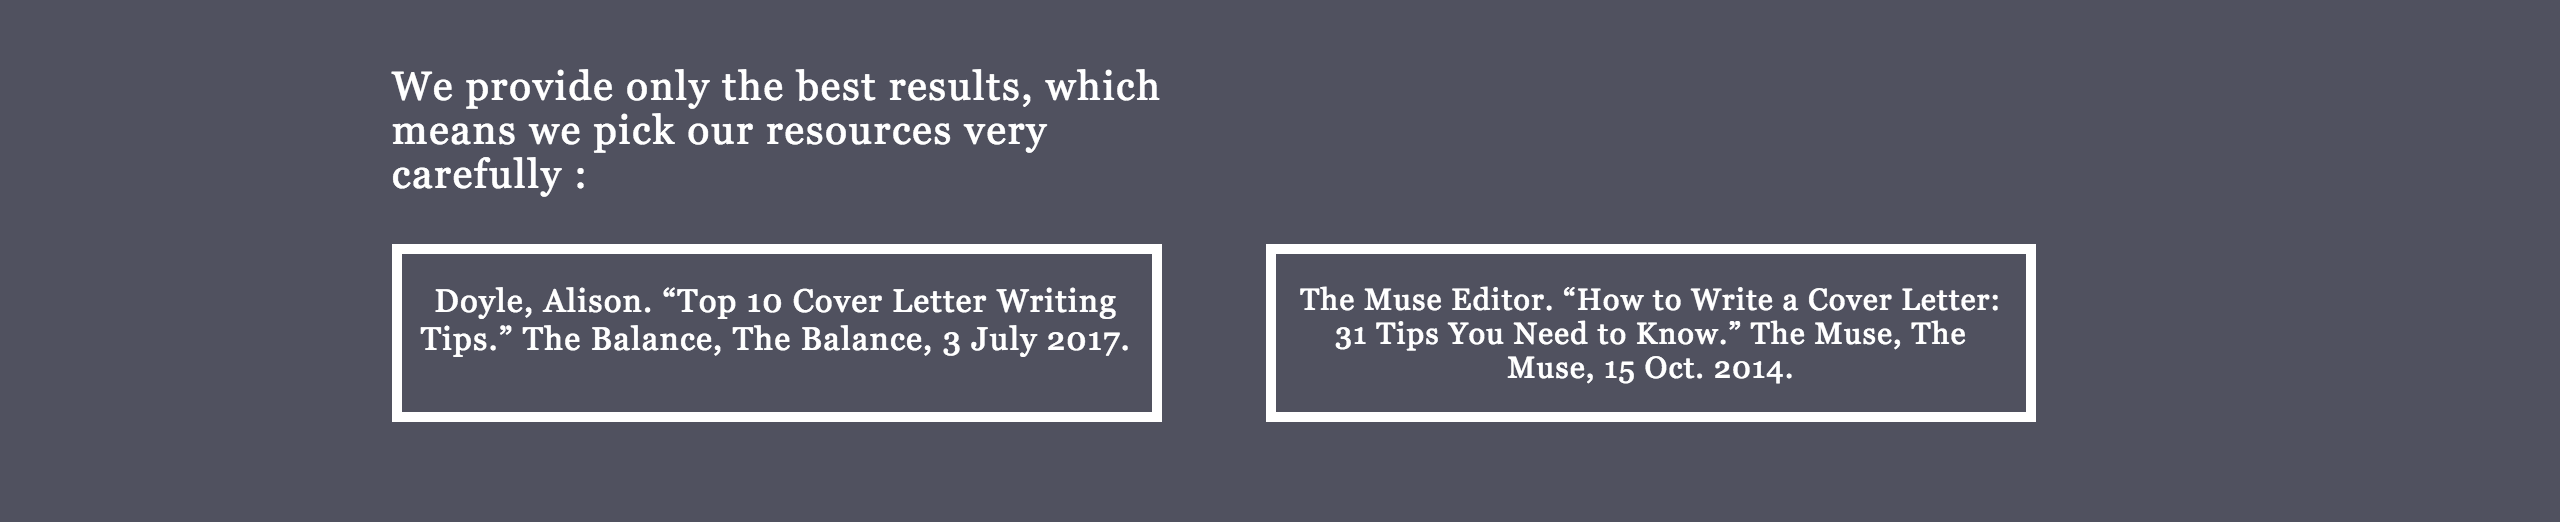 We provide only the best results, which
means we pick our resources very
carefully :
Doyle, Alison. “Top 10 Cover Letter Writing
Tips.” The Balance, The Balance, 3 July 2017.
The Muse Editor. “How to Write a Cover Letter:
31 Tips You Need to Know.” The Muse, The
Muse, 15 Oct. 2014.